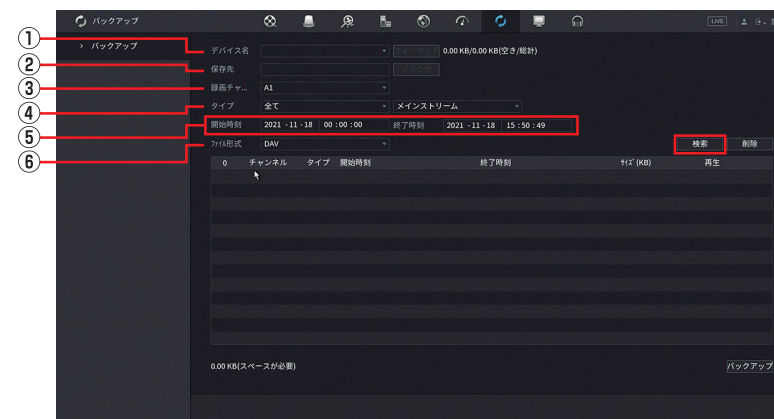 バックアップ
LIVE
> バックアップ
① デバイス名 フォーマット 0.00 KB/0.00 KB(空き/総計)
② 保存先 ブラウザ
③ 録画チャ... A1
④ タイプ 全て メインストリーム
⑤ 開始時刻 2021 -11 -18 00 : 00 : 00 終了時刻 2021 -11 -18 15 : 50 : 49
⑥ ファイル形式 DAV
検索 削除
0 チャンネル タイプ 開始時刻 終了時刻 サイズ(KB) 再生
0.00 KB(スペースが必要)
バックアップ